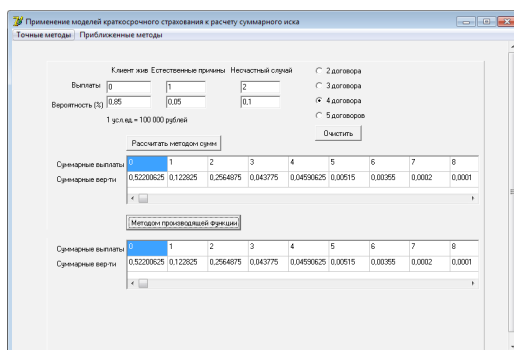 Применение моделей краткосрочного страхования к расчету суммарного иска
Точные методы Приближенные методы
Клиент жив Естественные причины Несчастный случай
Выплаты 0 1 2
Вероятность (%) 0,85 0,05 0,1
1 усл.ед = 100 000 рублей
2 договора
3 договора
4 договора
5 договоров
Очистить
Рассчитать методом сумм
Суммарные выплаты 0 1 2 3 4 5 6 7 8
Суммарные вер-ти 0,52200625 0,122825 0,2564875 0,043775 0,04590625 0,00515 0,00355 0,0002 0,0001
Методом производящей функции
Суммарные выплаты 0 1 2 3 4 5 6 7 8
Суммарные вер-ти 0,52200625 0,122825 0,2564875 0,043775 0,04590625 0,00515 0,00355 0,0002 0,0001